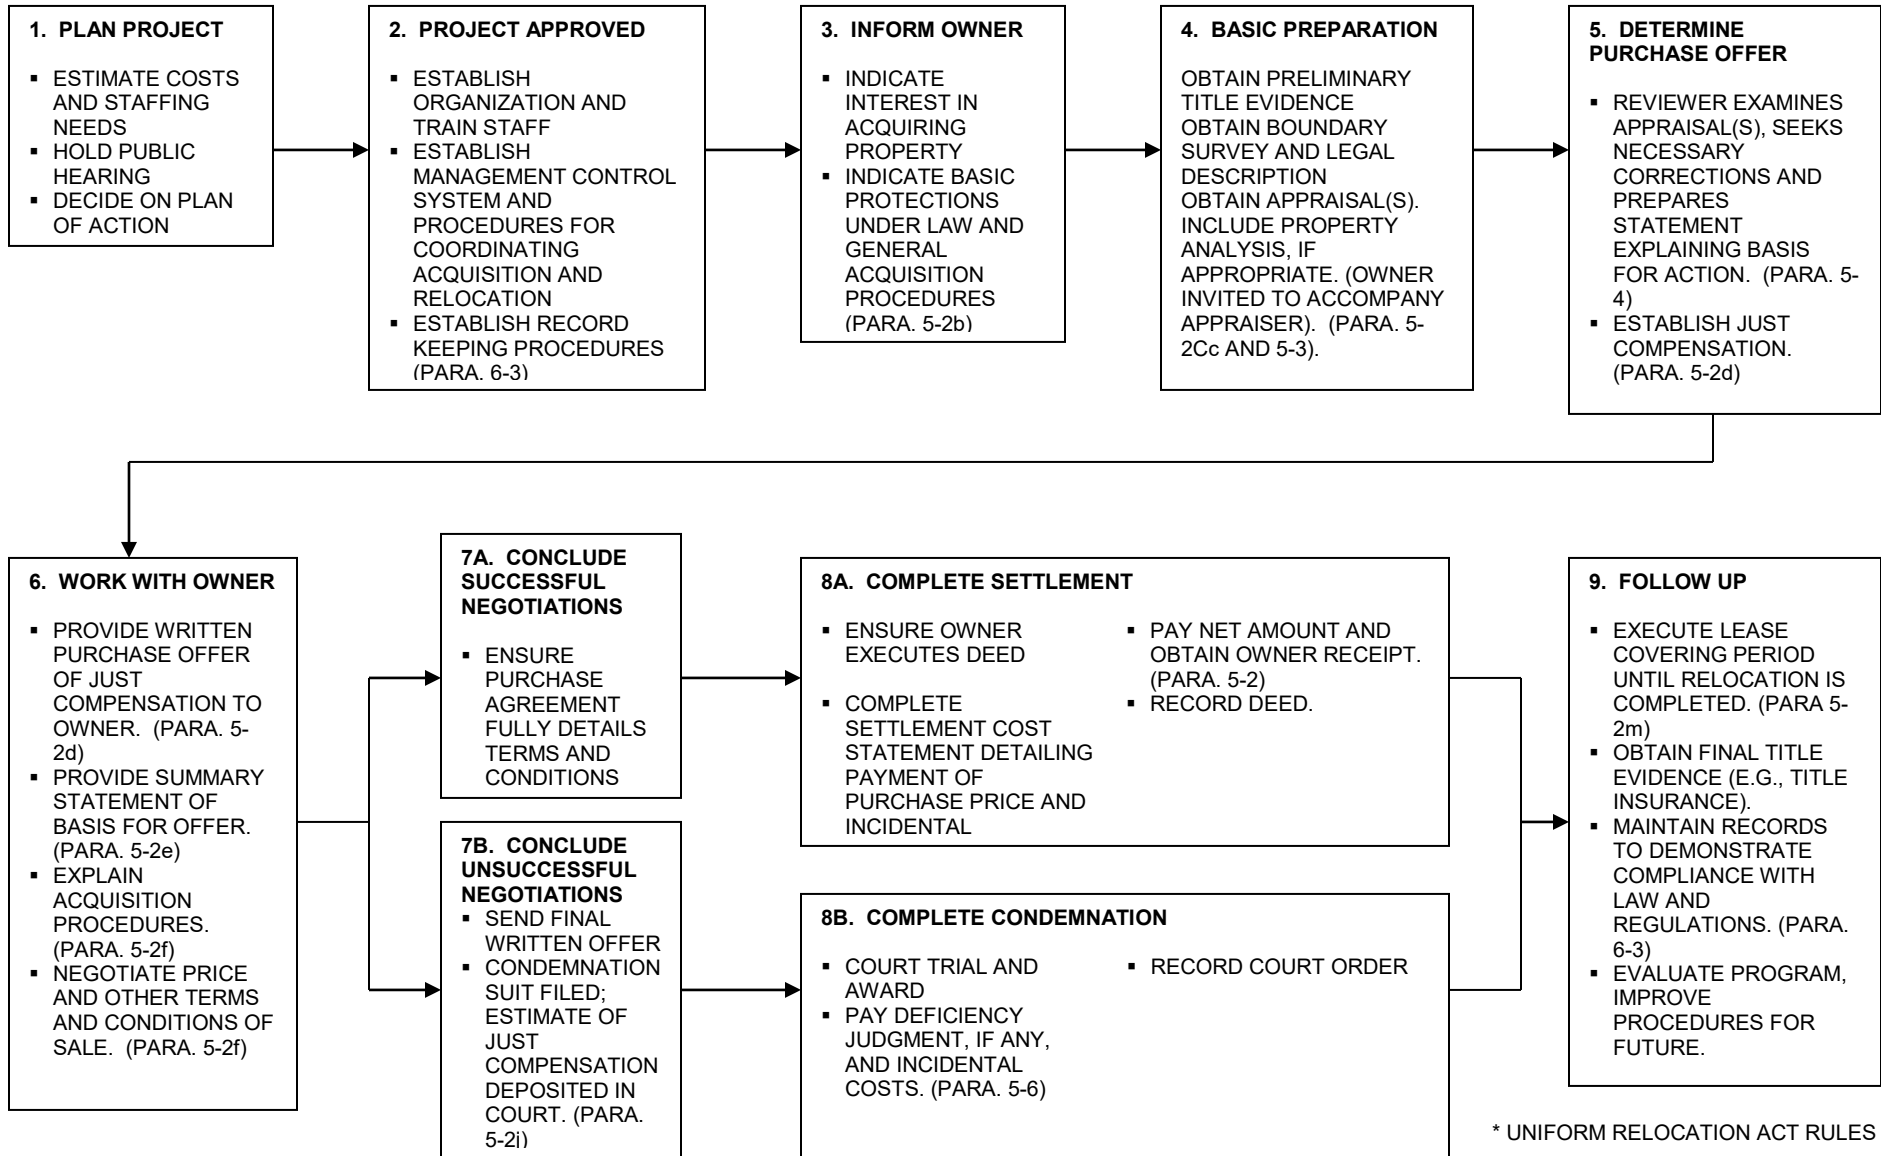 1. PLAN PROJECT
▪ ESTIMATE COSTS
AND STAFFING
NEEDS
▪ HOLD PUBLIC
HEARING
▪ DECIDE ON PLAN
OF ACTION
2. PROJECT APPROVED
▪ ESTABLISH
ORGANIZATION AND
TRAIN STAFF
▪ ESTABLISH
MANAGEMENT CONTROL
SYSTEM AND
PROCEDURES FOR
COORDINATING
ACQUISITION AND
RELOCATION
▪ ESTABLISH RECORD
KEEPING PROCEDURES
(PARA. 6-3)
3. INFORM OWNER
▪ INDICATE
INTEREST IN
ACQUIRING
PROPERTY
▪ INDICATE BASIC
PROTECTIONS
UNDER LAW AND
GENERAL
ACQUISITION
PROCEDURES
(PARA. 5-2b)
4. BASIC PREPARATION
OBTAIN PRELIMINARY
TITLE EVIDENCE
OBTAIN BOUNDARY
SURVEY AND LEGAL
DESCRIPTION
OBTAIN APPRAISAL(S).
INCLUDE PROPERTY
ANALYSIS, IF
APPROPRIATE. (OWNER
INVITED TO ACCOMPANY
APPRAISER). (PARA. 5-
2Cc AND 5-3).
5. DETERMINE
PURCHASE OFFER
▪ REVIEWER EXAMINES
APPRAISAL(S), SEEKS
NECESSARY
CORRECTIONS AND
PREPARES
STATEMENT
EXPLAINING BASIS
FOR ACTION. (PARA. 5-
4)
▪ ESTABLISH JUST
COMPENSATION.
(PARA. 5-2d)
6. WORK WITH OWNER
▪ PROVIDE WRITTEN
PURCHASE OFFER
OF JUST
COMPENSATION TO
OWNER. (PARA. 5-
2d)
▪ PROVIDE SUMMARY
STATEMENT OF
BASIS FOR OFFER.
(PARA. 5-2e)
▪ EXPLAIN
ACQUISITION
PROCEDURES.
(PARA. 5-2f)
▪ NEGOTIATE PRICE
AND OTHER TERMS
AND CONDITIONS OF
SALE. (PARA. 5-2f)
7A. CONCLUDE
SUCCESSFUL
NEGOTIATIONS
▪ ENSURE
PURCHASE
AGREEMENT
FULLY DETAILS
TERMS AND
CONDITIONS
7B. CONCLUDE
UNSUCCESSFUL
NEGOTIATIONS
▪ SEND FINAL
WRITTEN OFFER
▪ CONDEMNATION
SUIT FILED;
ESTIMATE OF
JUST
COMPENSATION
DEPOSITED IN
COURT. (PARA.
8A. COMPLETE SETTLEMENT
▪ ENSURE OWNER
EXECUTES DEED
▪ COMPLETE
SETTLEMENT COST
STATEMENT DETAILING
PAYMENT OF
PURCHASE PRICE AND
INCIDENTAL
▪ PAY NET AMOUNT AND
OBTAIN OWNER RECEIPT.
(PARA. 5-2)
▪ RECORD DEED.
8B. COMPLETE CONDEMNATION
▪ COURT TRIAL AND
AWARD
▪ PAY DEFICIENCY
JUDGMENT, IF ANY,
AND INCIDENTAL
COSTS. (PARA. 5-6)
▪ RECORD COURT ORDER
9. FOLLOW UP
▪ EXECUTE LEASE
COVERING PERIOD
UNTIL RELOCATION IS
COMPLETED. (PARA 5-
2m)
▪ OBTAIN FINAL TITLE
EVIDENCE (E.G., TITLE
INSURANCE).
▪ MAINTAIN RECORDS
TO DEMONSTRATE
COMPLIANCE WITH
LAW AND
REGULATIONS. (PARA.
6-3)
▪ EVALUATE PROGRAM,
IMPROVE
PROCEDURES FOR
FUTURE.
* UNIFORM RELOCATION ACT RULES